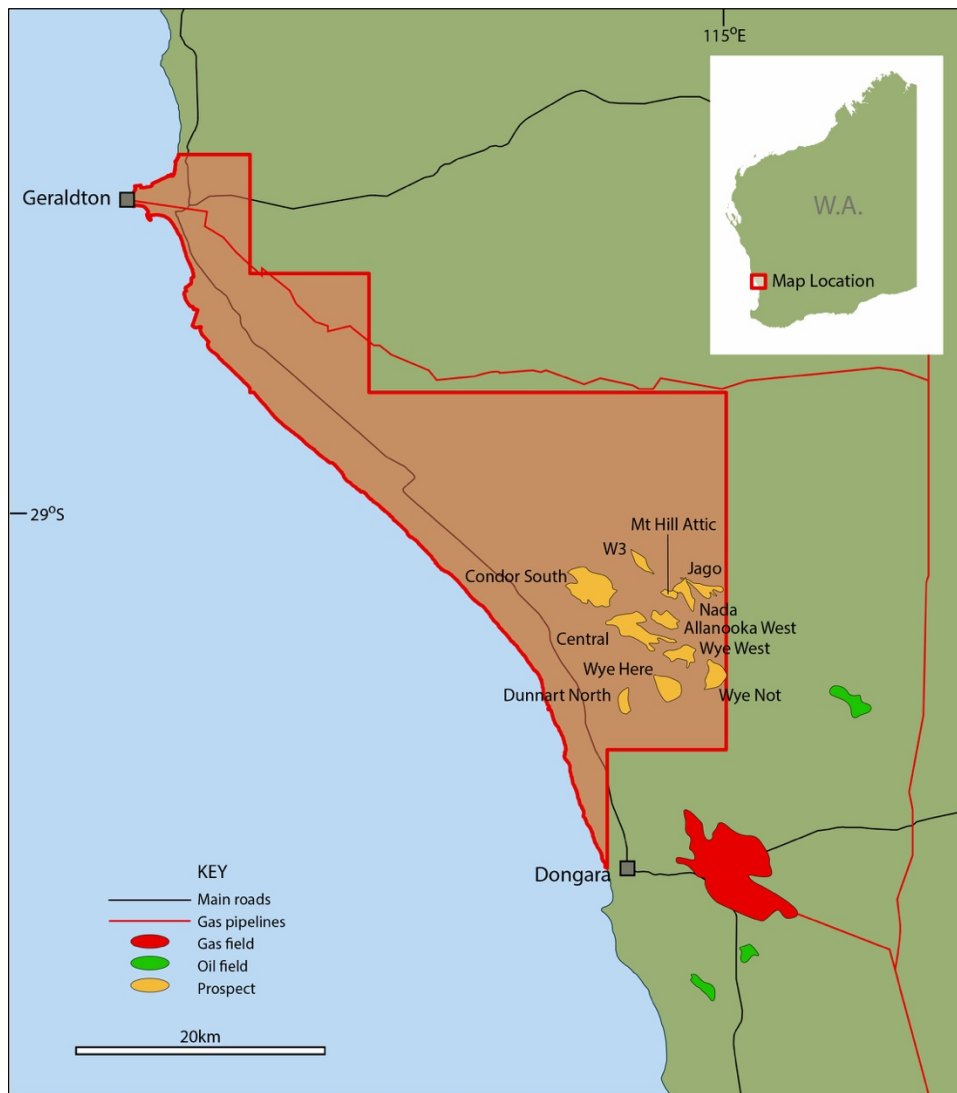 115°E
Geraldton
W.A.
Map Location
29°S
Mt Hill Attic
W3
Condor South
Jago
Nada
Allanooka West
Central
Wye West
Wye Here
Dunnart North
Wye Not
Dongara
KEY
Main roads
Gas pipelines
Gas field
Oil field
Prospect
20km